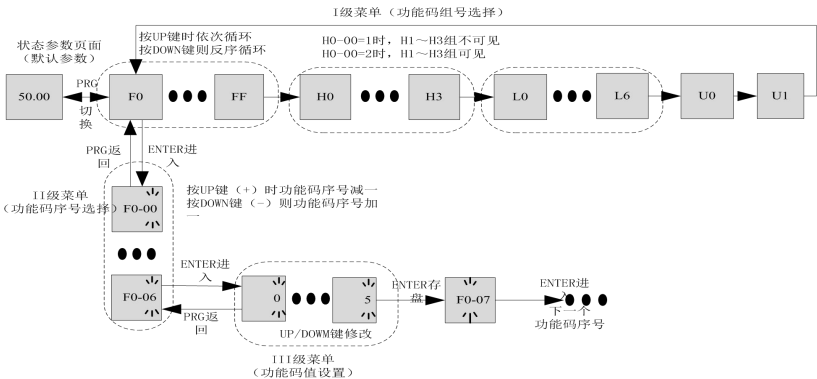 I级菜单（功能码组号选择）
按UP键时依次循环
按DOWN键则反序循环
H0-00=1时，H1～H3组不可见
H0-00=2时，H1～H3组可见
状态参数页面
（默认参数）
50.00
PRG
切
换
F0
FF
H0
H3
L0
L6
U0
U1
PRG返
回
ENTER进
入
II级菜单
（功能码序号选择）
F0-00
按UP键（+）时功能码序号减一
按DOWN键（-）则功能码序号加
一
F0-06
ENTER进
入
PRG返
回
0
5
UP/DOWM键修改
ENTER存
盘
F0-07
ENTER进
入
下一个
功能码序号
III级菜单
（功能码值设置）